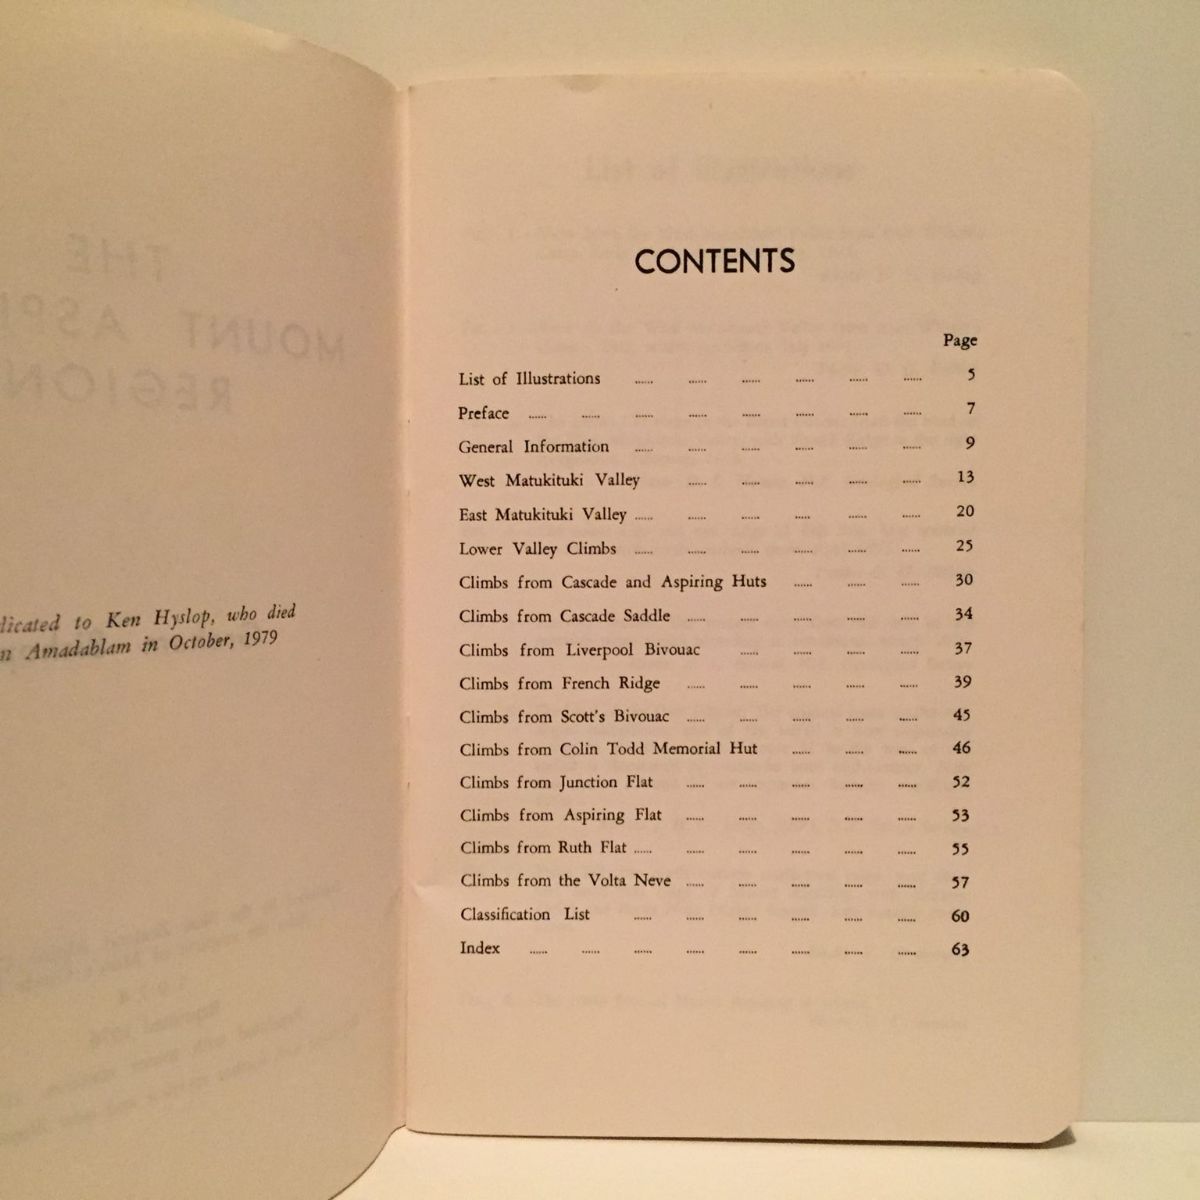 dicated to Ken Hyslop, who died
n Amadablam in October, 1979
CONTENTS
Page
List of Illustrations ...... ...... ...... ...... ...... ...... 5
Preface ...... ...... ...... ...... ...... ...... ...... ...... 7
General Information ...... ...... ...... ...... ...... ...... 9
West Matukituki Valley ...... ...... ...... ...... ...... 13
East Matukituki Valley ...... ...... ...... ...... ...... ...... 20
Lower Valley Climbs ...... ...... ...... ...... ...... ...... 25
Climbs from Cascade and Aspiring Huts ...... ...... ...... 30
Climbs from Cascade Saddle ...... ...... ...... ...... ...... 34
Climbs from Liverpool Bivouac ...... ...... ...... ...... 37
Climbs from French Ridge ...... ...... ...... ...... ...... 39
Climbs from Scott's Bivouac ...... ...... ...... ...... ...... 45
Climbs from Colin Todd Memorial Hut ...... ...... ...... 46
Climbs from Junction Flat ...... ...... ...... ...... ...... 52
Climbs from Aspiring Flat ...... ...... ...... ...... ...... 53
Climbs from Ruth Flat ...... ...... ...... ...... ...... ...... 55
Climbs from the Volta Neve ...... ...... ...... ...... ...... 57
Classification List ...... ...... ...... ...... ...... ...... 60
Index ...... ...... ...... ...... ...... ...... ...... ...... 63